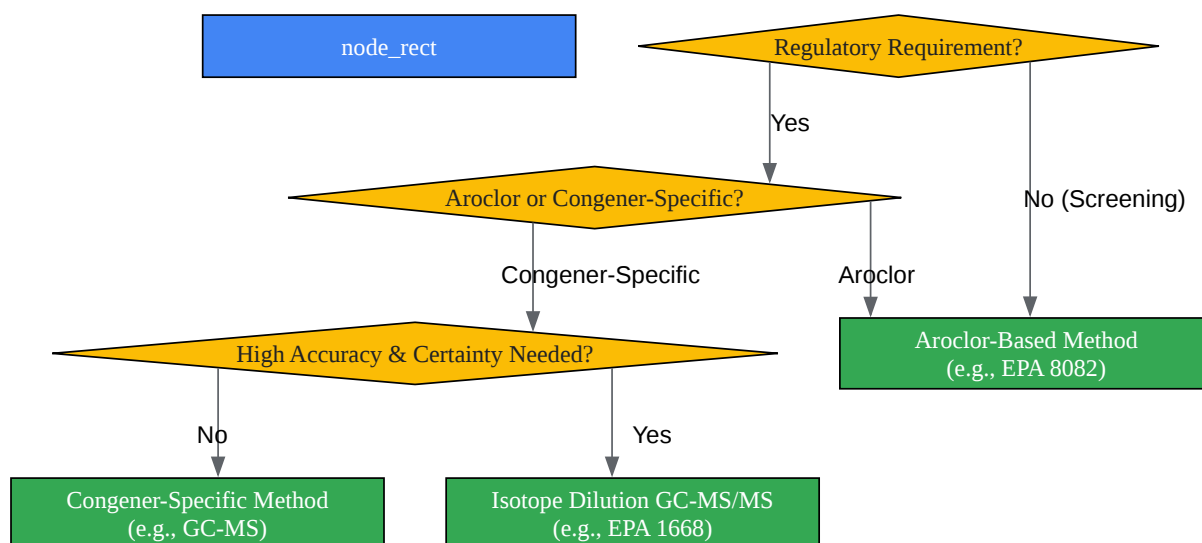 node_rect
Regulatory Requirement?
Yes
Aroclor or Congener-Specific?
No (Screening)
Congener-Specific
Aroclor
High Accuracy & Certainty Needed?
Aroclor-Based Method
(e.g., EPA 8082)
No
Yes
Congener-Specific Method
(e.g., GC-MS)
Isotope Dilution GC-MS/MS
(e.g., EPA 1668)